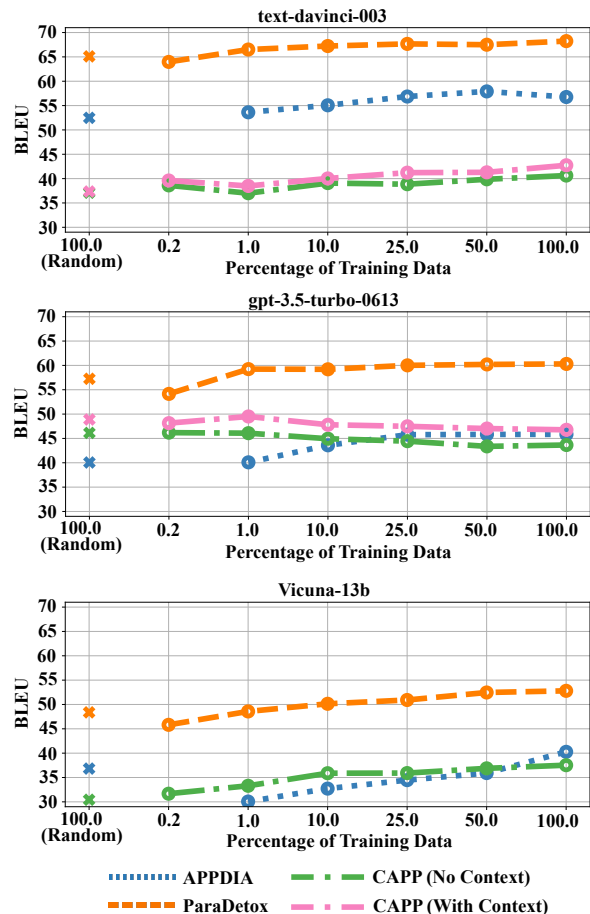 text-davinci-003
70
65
60
55
50
45
40
35
30
BLEU
100.0 0.2 1.0 10.0 25.0 50.0 100.0
(Random)
Percentage of Training Data
gpt-3.5-turbo-0613
70
65
60
55
50
45
40
35
30
BLEU
100.0 0.2 1.0 10.0 25.0 50.0 100.0
(Random)
Percentage of Training Data
Vicuna-13b
70
65
60
55
50
45
40
35
30
BLEU
100.0 0.2 1.0 10.0 25.0 50.0 100.0
(Random)
Percentage of Training Data
APPDIA CAPP (No Context)
ParaDetox CAPP (With Context)